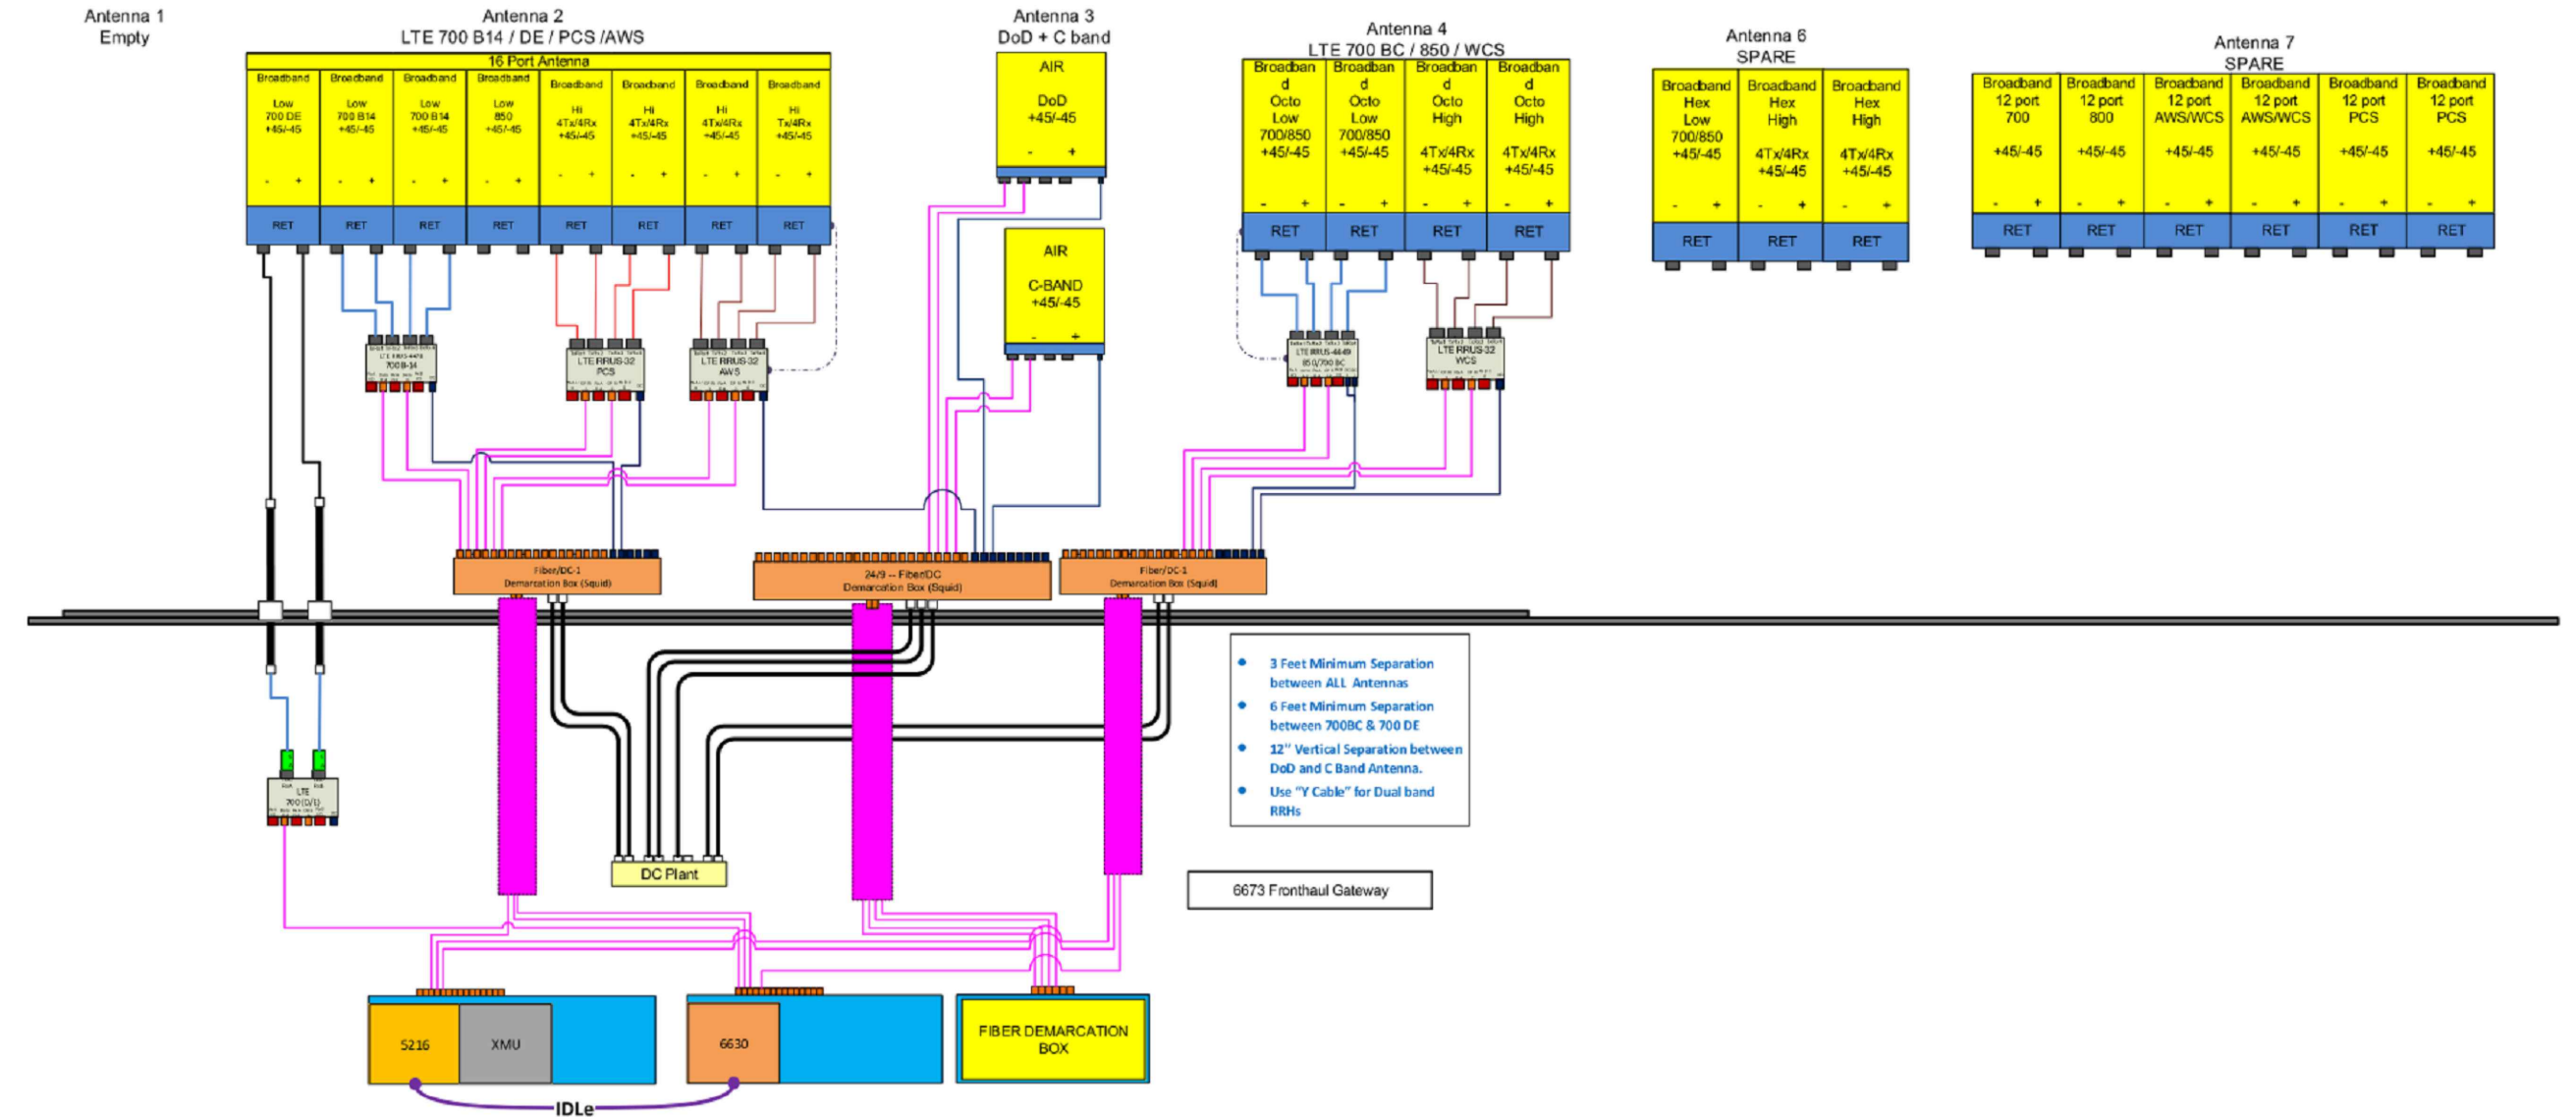 Antenna 1
Empty
Antenna 2
LTE 700 B14 / DE / PCS /AWS
16 Port Antenna
Broadband
Low
700 DE
+45/-45
- +
RET
Broadband
Low
700 B14
+45/-45
- +
RET
Broadband
Low
700 B14
+45/-45
- +
RET
Broadband
Low
850
+45/-45
- +
RET
Broadband
Hi
4Tx/4Rx
+45/-45
- +
RET
Broadband
Hi
4Tx/4Rx
+45/-45
- +
RET
Broadband
Hi
4Tx/4Rx
+45/-45
- +
RET
Broadband
Hi
Tx/4Rx
+45/-45
- +
RET
700 B-14
LTE RRUS-32
PCS
LTE RRUS-32
AWS
Antenna 3
DoD + C band
AIR
DoD
+45/-45
- +
AIR
C-BAND
+45/-45
- +
Antenna 4
LTE 700 BC / 850 / WCS
Broadban
d
Octo
Low
700/850
+45/-45
- +
RET
Broadban
d
Octo
Low
700/850
+45/-45
- +
RET
Broadban
d
Octo
High
4Tx/4Rx
+45/-45
- +
RET
Broadban
d
Octo
High
4Tx/4Rx
+45/-45
- +
RET
LTE RRUS-4449
850/700 BC
LTE RRUS-32
WCS
Antenna 6
SPARE
Broadband
Hex
Low
700/850
+45/-45
- +
RET
Broadband
Hex
High
4Tx/4Rx
+45/-45
- +
RET
Broadband
Hex
High
4Tx/4Rx
+45/-45
- +
RET
Antenna 7
SPARE
Broadband
12 port
700
+45/-45
- +
RET
Broadband
12 port
800
+45/-45
- +
RET
Broadband
12 port
AWS/WCS
+45/-45
- +
RET
Broadband
12 port
AWS/WCS
+45/-45
- +
RET
Broadband
12 port
PCS
+45/-45
- +
RET
Broadband
12 port
PCS
+45/-45
- +
RET
Fiber/DC-1
Demarcation Box (Squid)
24/9 -- Fiber/DC
Demarcation Box (Squid)
Fiber/DC-1
Demarcation Box (Squid)
• 3 Feet Minimum Separation
between ALL Antennas
• 6 Feet Minimum Separation
between 700BC & 700 DE
• 12” Vertical Separation between
DoD and C Band Antenna.
• Use “Y Cable” for Dual band
RRHs
LTE
DC Plant
6673 Fronthaul Gateway
5216
XMU
6630
FIBER DEMARCATION
BOX
IDLe